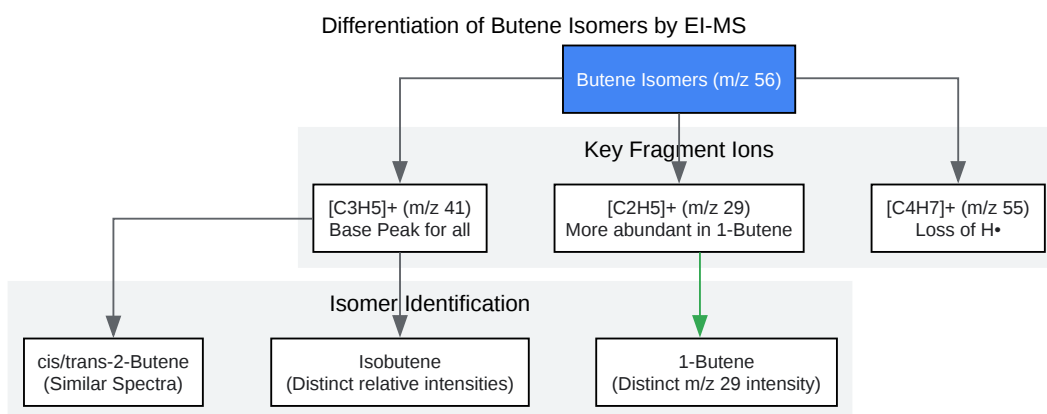 Differentiation of Butene Isomers by EI-MS
Butene Isomers (m/z 56)
Key Fragment Ions
[C3H5]+ (m/z 41)
Base Peak for all
[C2H5]+ (m/z 29)
More abundant in 1-Butene
[C4H7]+ (m/z 55)
Loss of H•
Isomer Identification
cis/trans-2-Butene
(Similar Spectra)
Isobutene
(Distinct relative intensities)
1-Butene
(Distinct m/z 29 intensity)